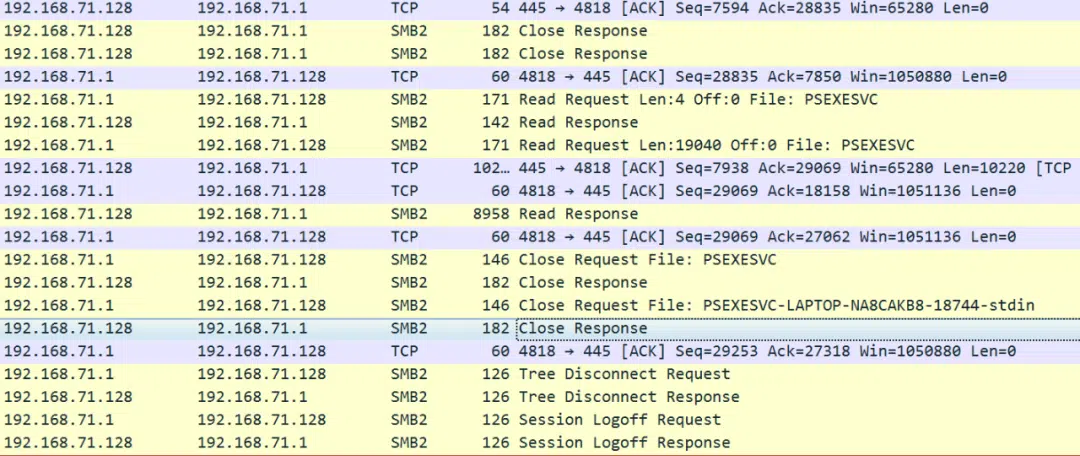 192.168.71.128 192.168.71.1 TCP 54 445 → 4818 [ACK] Seq=7594 Ack=28835 Win=65280 Len=0
192.168.71.128 192.168.71.1 SMB2 182 Close Response
192.168.71.128 192.168.71.1 SMB2 182 Close Response
192.168.71.1 192.168.71.128 TCP 60 4818 → 445 [ACK] Seq=28835 Ack=7850 Win=1050880 Len=0
192.168.71.1 192.168.71.128 SMB2 171 Read Request Len:4 Off:0 File: PSEXESVC
192.168.71.128 192.168.71.1 SMB2 142 Read Response
192.168.71.1 192.168.71.128 SMB2 171 Read Request Len:19040 Off:0 File: PSEXESVC
192.168.71.128 192.168.71.1 TCP 102… 445 → 4818 [ACK] Seq=7938 Ack=29069 Win=65280 Len=10220 [TCP
192.168.71.1 192.168.71.128 TCP 60 4818 → 445 [ACK] Seq=29069 Ack=18158 Win=1051136 Len=0
192.168.71.128 192.168.71.1 SMB2 8958 Read Response
192.168.71.1 192.168.71.128 TCP 60 4818 → 445 [ACK] Seq=29069 Ack=27062 Win=1051136 Len=0
192.168.71.1 192.168.71.128 SMB2 146 Close Request File: PSEXESVC
192.168.71.128 192.168.71.1 SMB2 182 Close Response
192.168.71.1 192.168.71.128 SMB2 146 Close Request File: PSEXESVC-LAPTOP-NA8CAKB8-18744-stdin
192.168.71.128 192.168.71.1 SMB2 182 Close Response
192.168.71.1 192.168.71.128 TCP 60 4818 → 445 [ACK] Seq=29253 Ack=27318 Win=1050880 Len=0
192.168.71.1 192.168.71.128 SMB2 126 Tree Disconnect Request
192.168.71.128 192.168.71.1 SMB2 126 Tree Disconnect Response
192.168.71.1 192.168.71.128 SMB2 126 Session Logoff Request
192.168.71.128 192.168.71.1 SMB2 126 Session Logoff Response